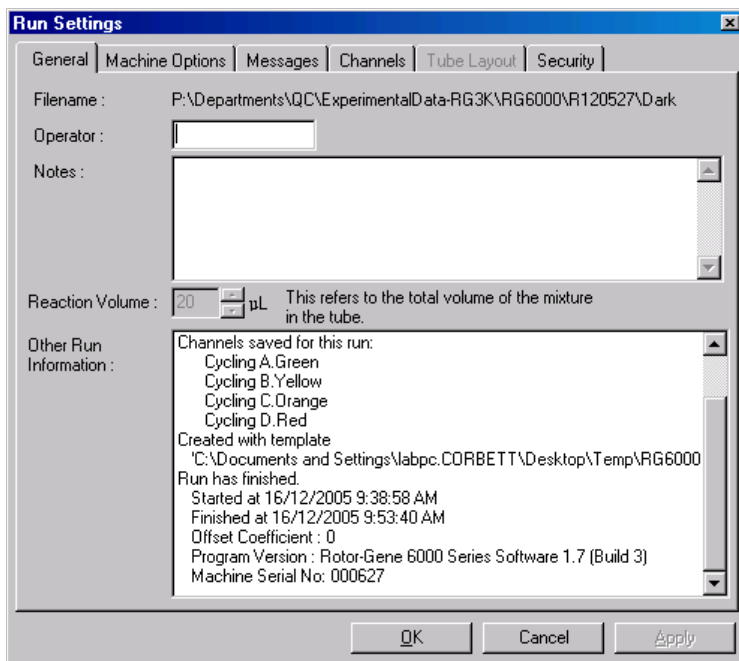 Run Settings
General Machine Options Messages Channels Tube Layout Security
Filename : P:\Departments\QC\ExperimentalData-RG3K\RG6000\R120527\Dark
Operator :
Notes :
Reaction Volume : 20 µL This refers to the total volume of the mixture
in the tube.
Other Run
Information :
Channels saved for this run:
Cycling A.Green
Cycling B.Yellow
Cycling C.Orange
Cycling D.Red
Created with template
'C:\Documents and Settings\labpc.CORBETT\Desktop\Temp\RG6000
Run has finished.
Started at 16/12/2005 9:38:58 AM
Finished at 16/12/2005 9:53:40 AM
Offset Coefficient : 0
Program Version : Rotor-Gene 6000 Series Software 1.7 (Build 3)
Machine Serial No: 000627
OK Cancel Apply